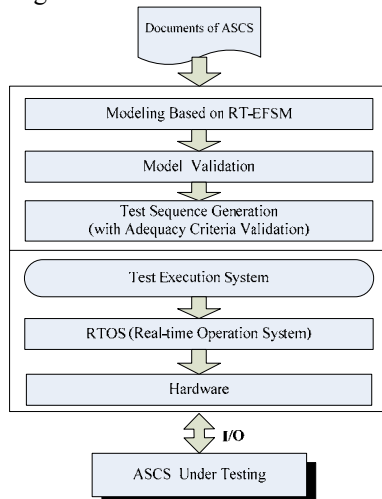 Documents of ASCS
Modeling Based on RT-EFSM
Model Validation
Test Sequence Generation
(with Adequacy Criteria Validation)
Test Execution System
RTOS (Real-time Operation System)
Hardware
I/O
ASCS Under Testing